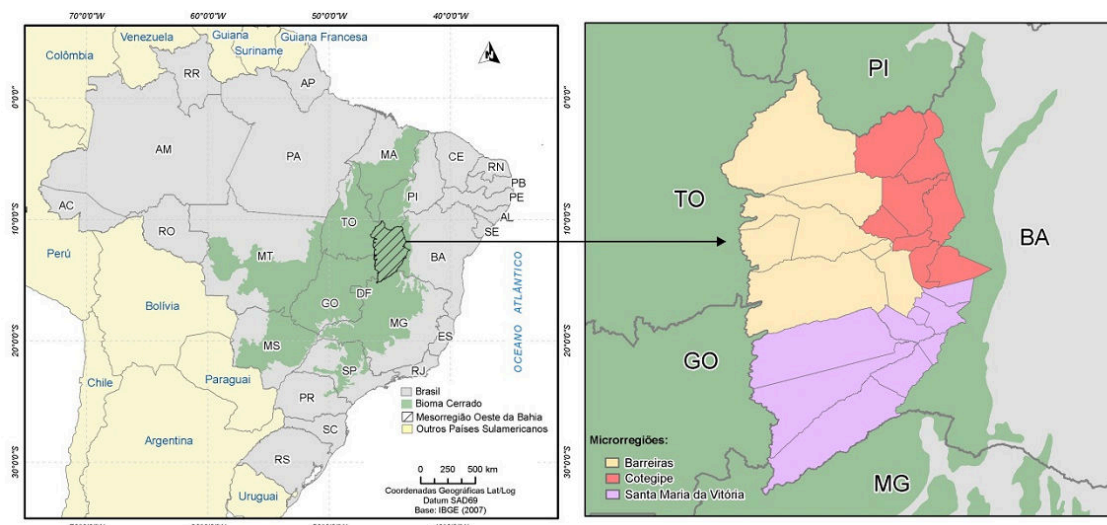 70°0'0"W
60°0'0"W
50°0'0"W
40°0'0"W
Venezuela
Guiana
Guiana Francesa
Suriname
Colômbia
N
RR
AP
0°0'0"
0°0'0"
AM
PA
MA
CE
RN
PB
PE
PI
AL
SE
AC
10°0'0"S
10°0'0"S
RO
TO
MT
BA
Perú
Bolívia
DF
GO
MG
ES
OCEANO ATLÂNTICO
20°0'0"S
20°0'0"S
MS
SP
RJ
Chile
Paraguai
PR
SC
RS
Argentina
Uruguai
30°0'0"S
30°0'0"S
Brasil
Bioma Cerrado
Mesorregião Oeste da Bahia
Outros Países Sulamericanos
0 250 500 km
Coordenadas Geográficas Lat/Log
Datum SAD69
Base: IBGE (2007)
PI
TO
BA
GO
MG
Microrregiões:
Barreiras
Cotegipe
Santa Maria da Vitória